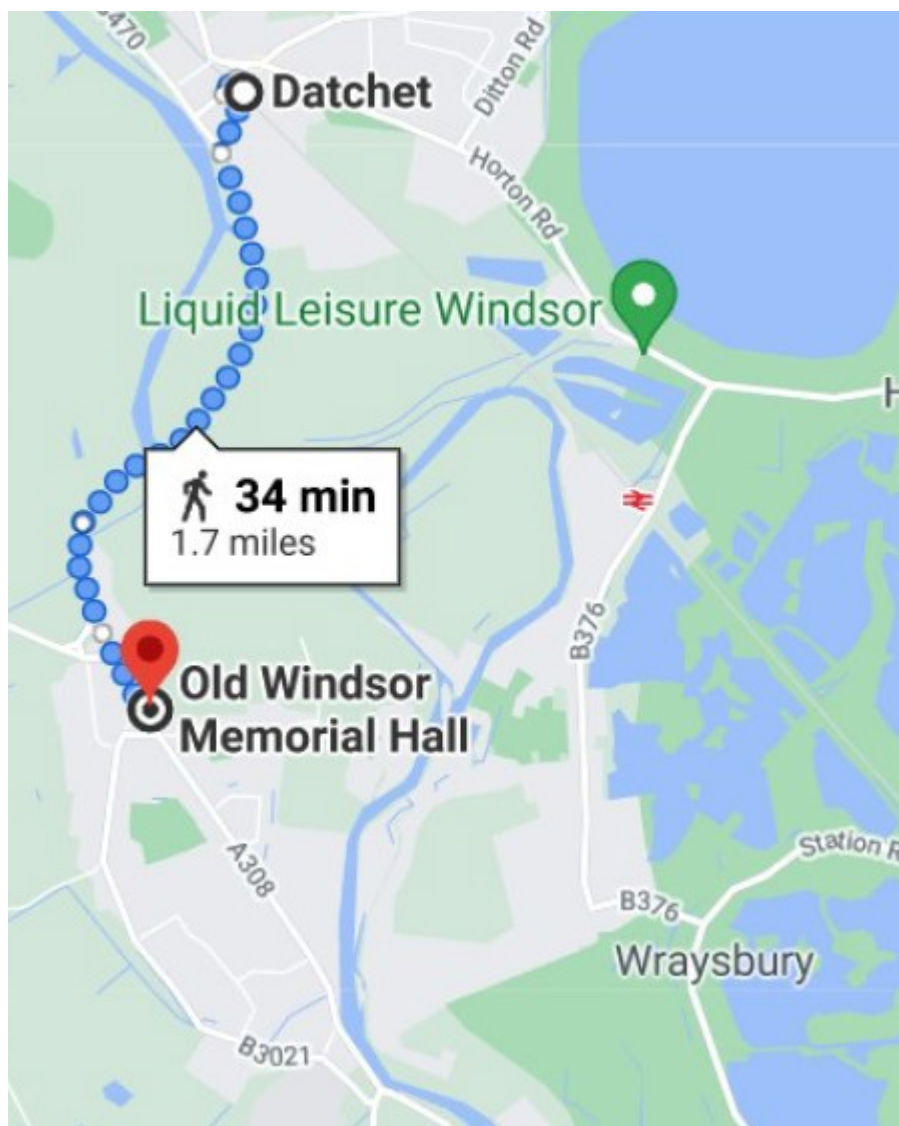 B470
Datchet
Ditton Rd
Horton Rd
Liquid Leisure Windsor
H
34 min
1.7 miles
B376
Old Windsor
Memorial Hall
A308
Station R
B376
Wraysbury
B3021